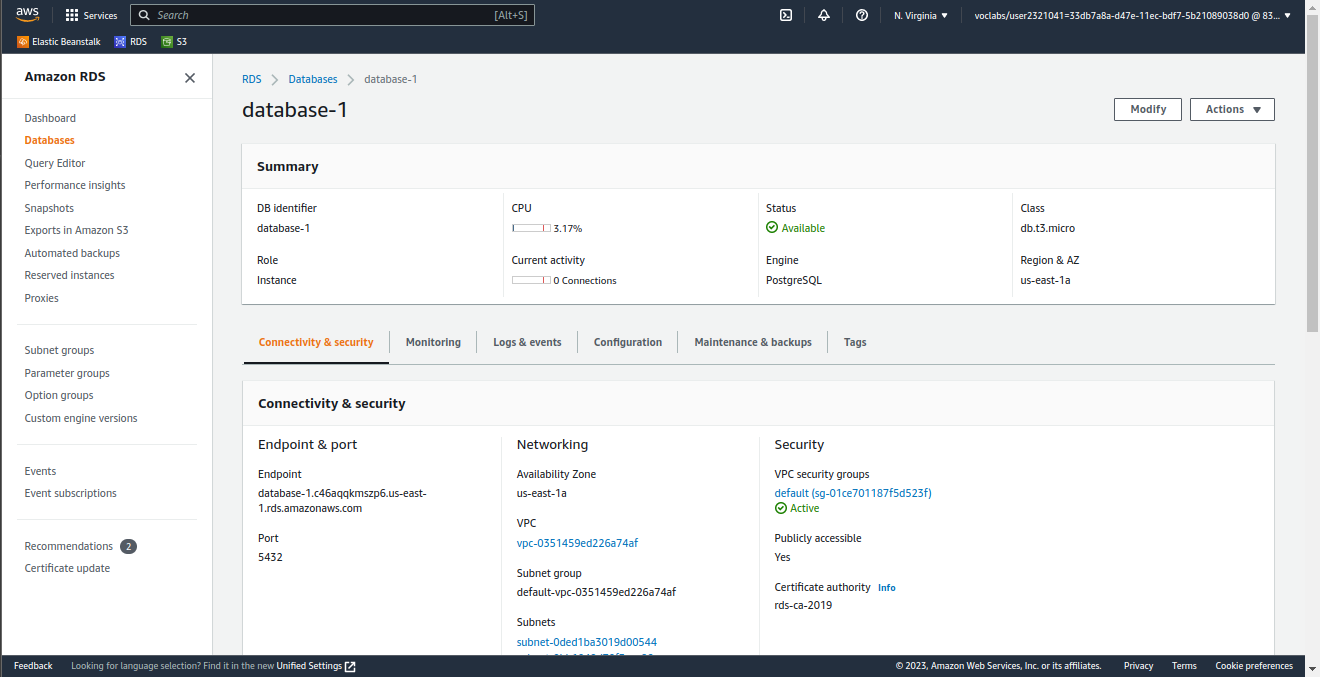 aws
Services
Search [Alt+S]
N. Virginia
voclabs/user2321041=33db7a8a-d47e-11ec-bdf7-5b21089038d0 @ 83...
Elastic Beanstalk
RDS
S3
Amazon RDS
Dashboard
Databases
Query Editor
Performance insights
Snapshots
Exports in Amazon S3
Automated backups
Reserved instances
Proxies
Subnet groups
Parameter groups
Option groups
Custom engine versions
Events
Event subscriptions
Recommendations 2
Certificate update
RDS
Databases
database-1
database-1
Modify
Actions
Summary
DB identifier
database-1
CPU
3.17%
Status
Available
Class
db.t3.micro
Role
Instance
Current activity
0 Connections
Engine
PostgreSQL
Region & AZ
us-east-1a
Connectivity & security
Monitoring
Logs & events
Configuration
Maintenance & backups
Tags
Connectivity & security
Endpoint & port
Endpoint
database-1.c46aqqkmszp6.us-east-
1.rds.amazonaws.com
Port
5432
Networking
Availability Zone
us-east-1a
VPC
vpc-0351459ed226a74af
Subnet group
default-vpc-0351459ed226a74af
Subnets
subnet-0ded1ba3019d00544
Security
VPC security groups
default (sg-01ce701187f5d523f)
Active
Publicly accessible
Yes
Certificate authority Info
rds-ca-2019
Feedback
Looking for language selection? Find it in the new Unified Settings
© 2023, Amazon Web Services, Inc. or its affiliates.
Privacy
Terms
Cookie preferences